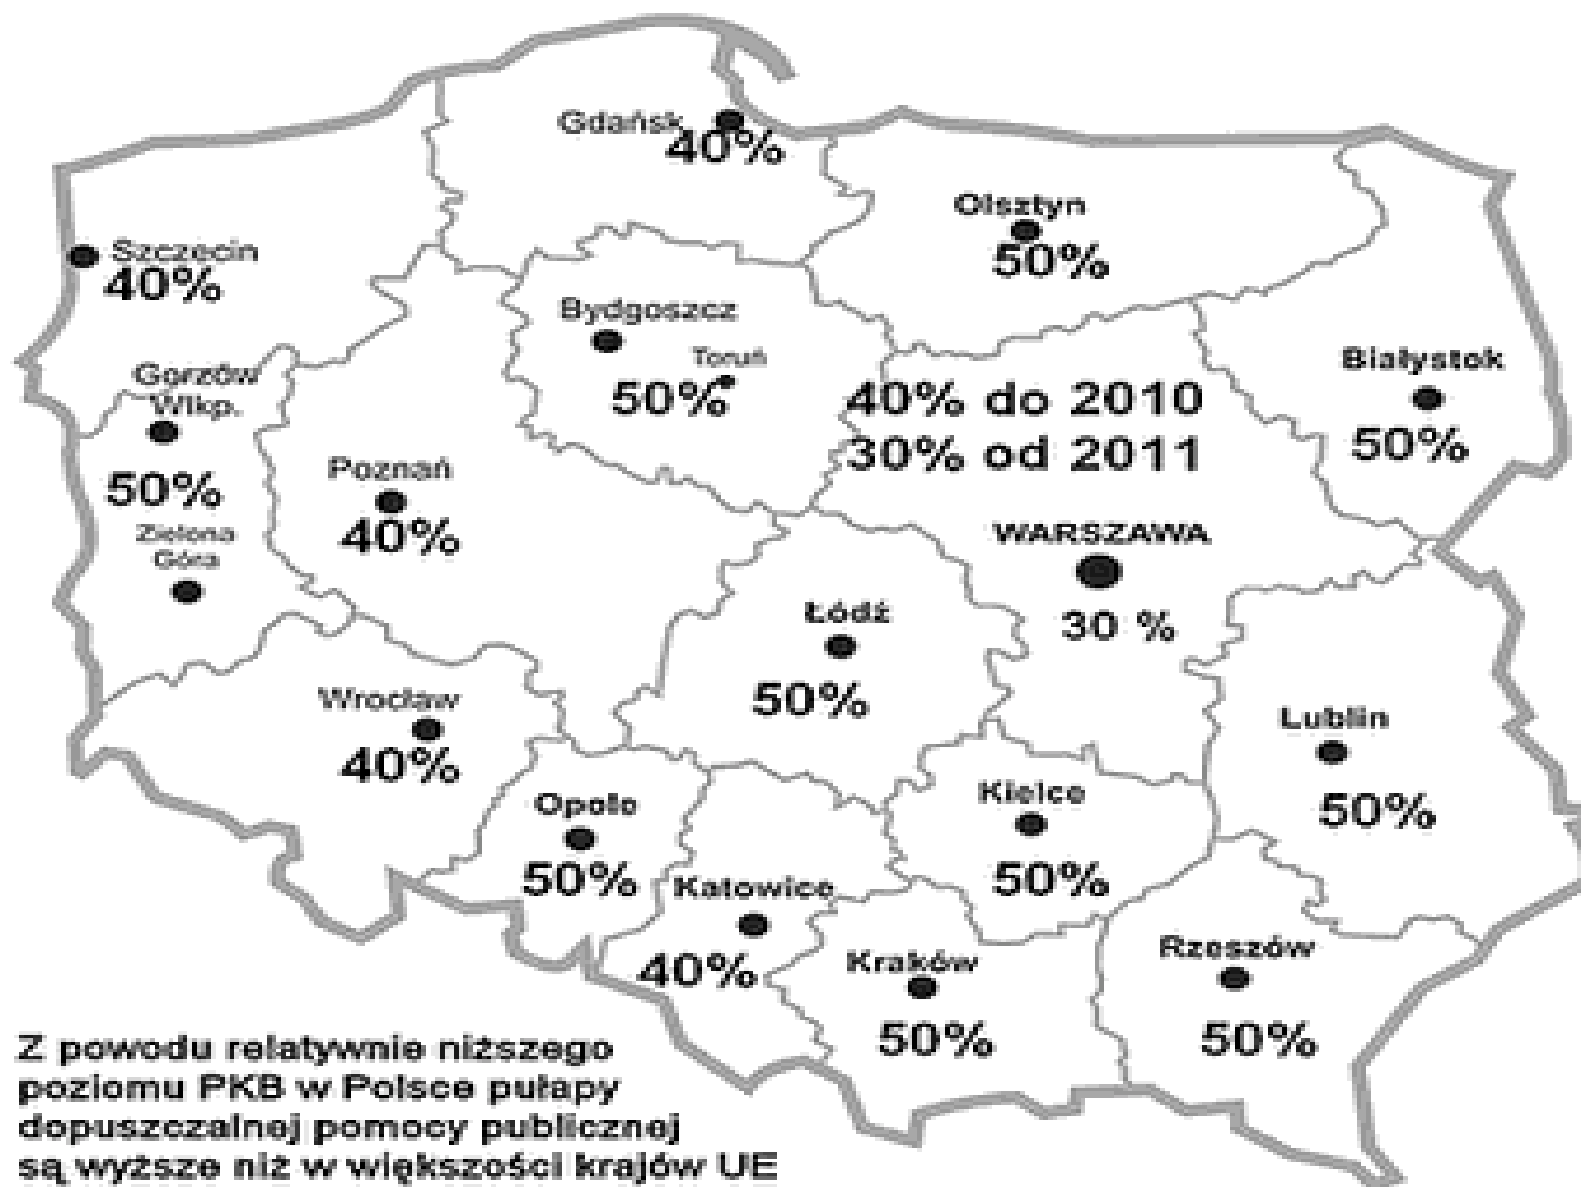 Gdańsk
40%
Olsztyn
50%
Szczecin
40%
Bydgoszcz
Toruń
50%
Białystok
50%
40% do 2010
30% od 2011
Gorzów
Wlkp.
50%
Zielona
Góra
Poznań
40%
WARSZAWA
30 %
Łódź
50%
Wrocław
40%
Lublin
50%
Opole
50%
Kielce
50%
Katowice
40%
Kraków
50%
Rzeszów
50%
Z powodu relatywnie niższego
poziomu PKB w Polsce pułapy
dopuszczalnej pomocy publicznej
są wyższe niż w większości krajów UE